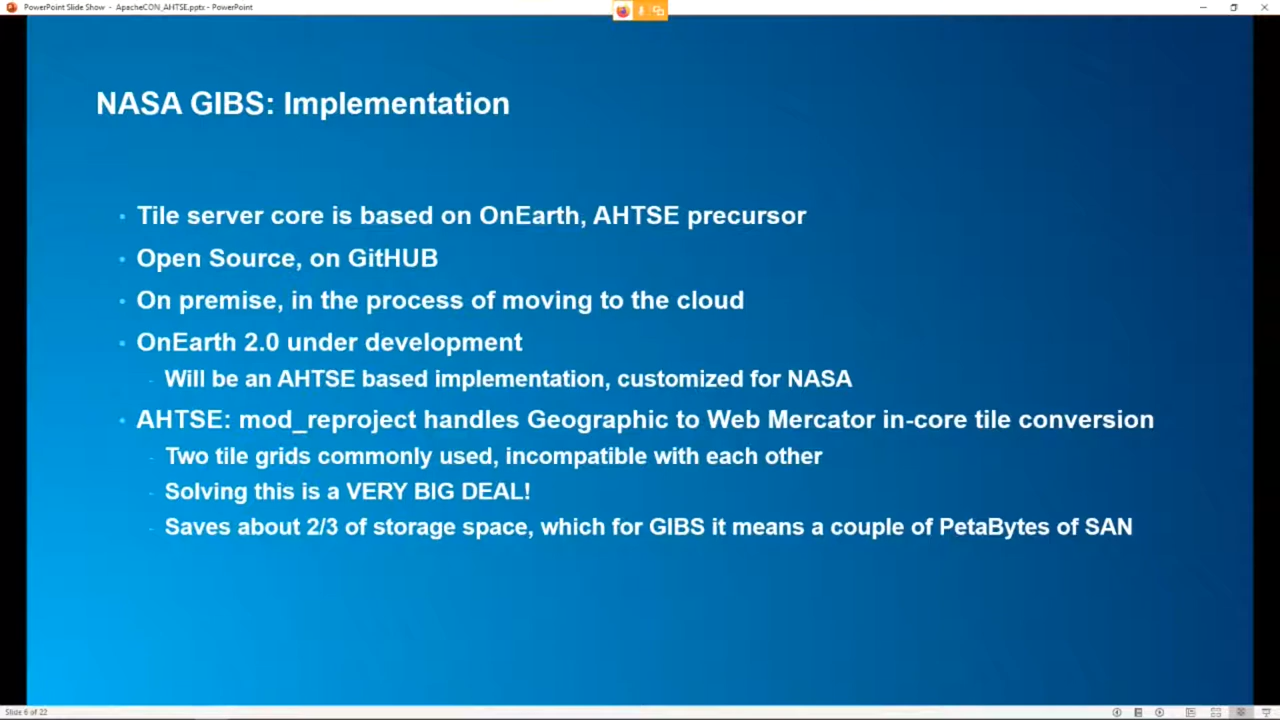 PowerPoint Slide Show - ApacheCON_AHTSE.pptx - PowerPoint
NASA GIBS: Implementation
• Tile server core is based on OnEarth, AHTSE precursor
• Open Source, on GitHUB
• On premise, in the process of moving to the cloud
• OnEarth 2.0 under development
- Will be an AHTSE based implementation, customized for NASA
• AHTSE: mod_reproject handles Geographic to Web Mercator in-core tile conversion
- Two tile grids commonly used, incompatible with each other
- Solving this is a VERY BIG DEAL!
- Saves about 2/3 of storage space, which for GIBS it means a couple of PetaBytes of SAN
Slide 6 of 22